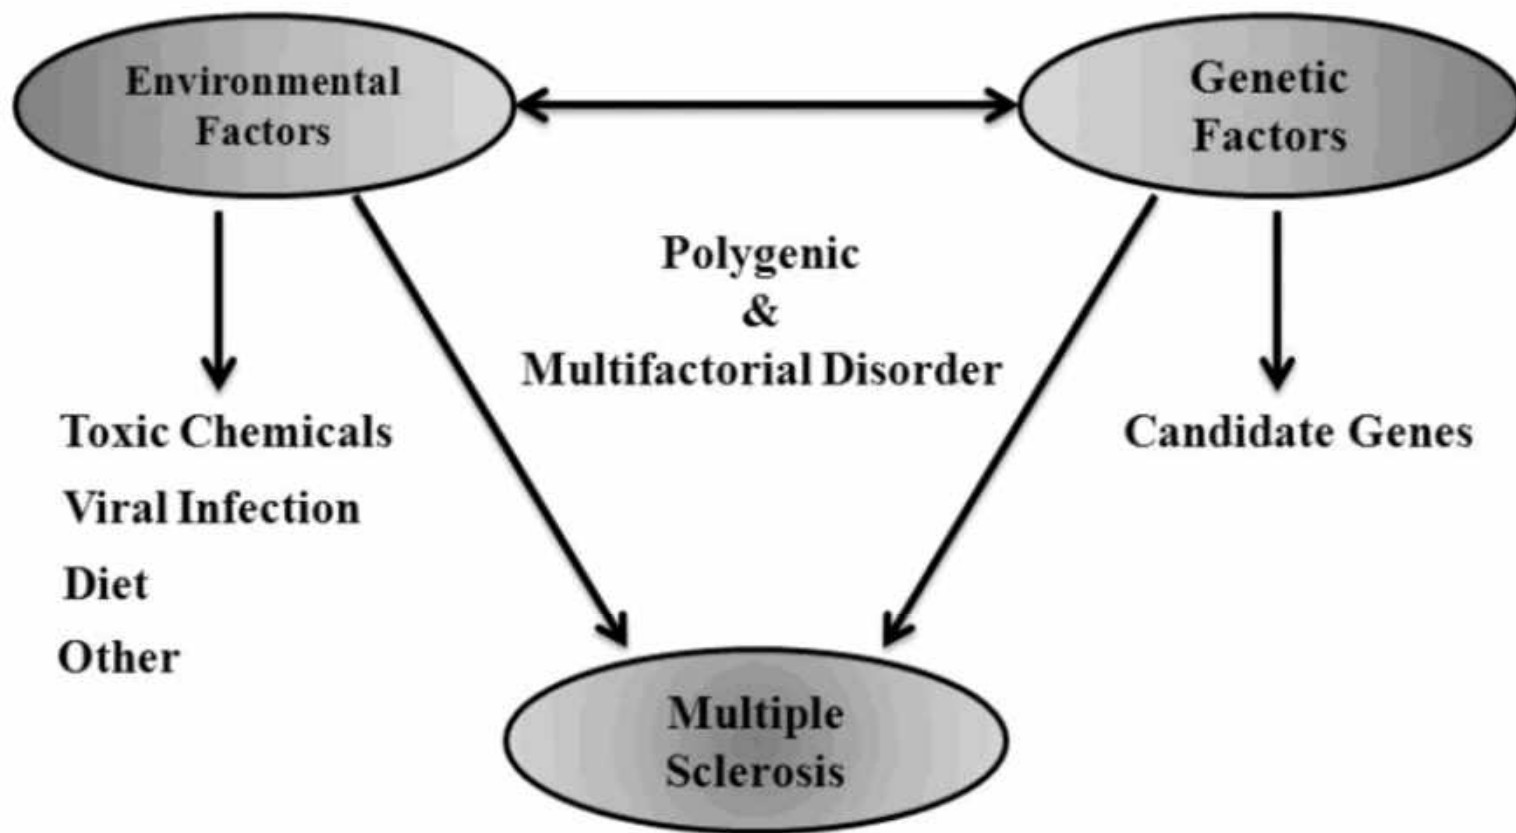 Environmental
Factors
Genetic
Factors
Polygenic
&
Multifactorial Disorder
Toxic Chemicals
Viral Infection
Diet
Other
Candidate Genes
Multiple
Sclerosis